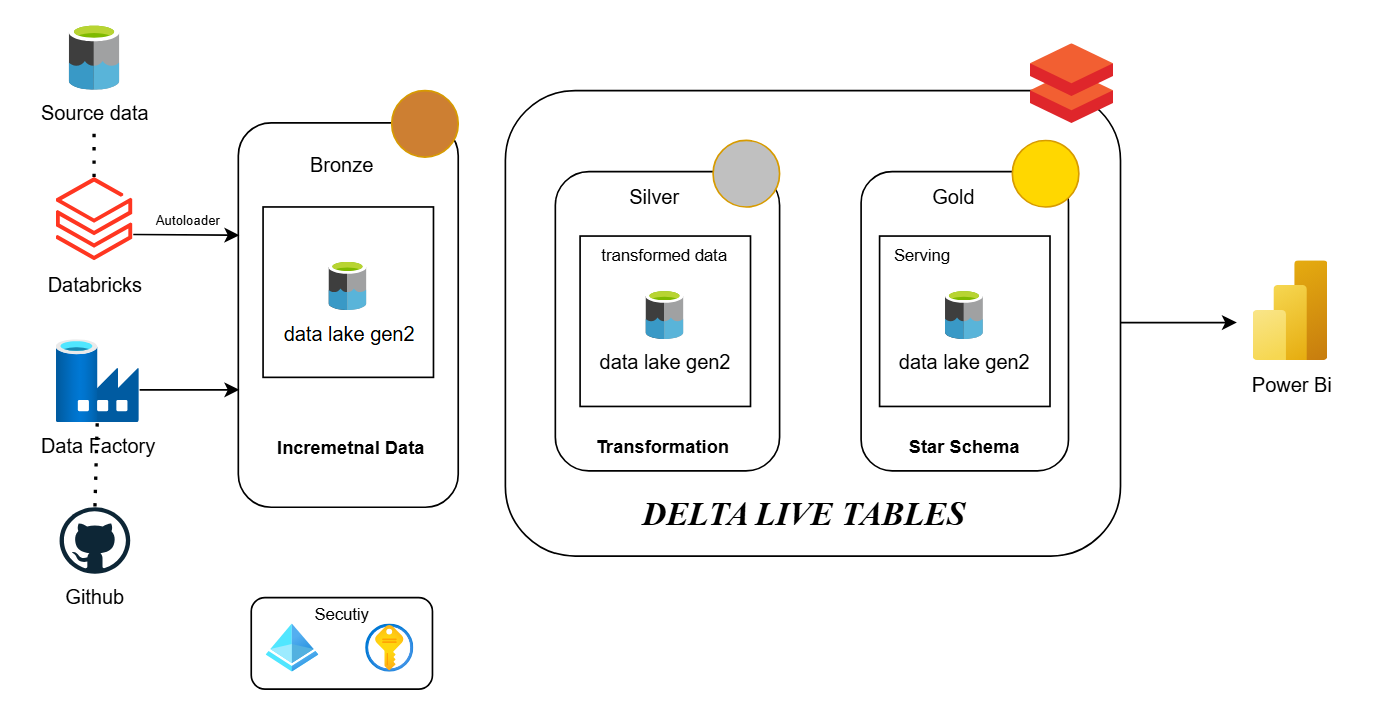 Source data
Autoloader
Databricks
Data Factory
Github
Bronze
data lake gen2
Incremetnal Data
Silver
transformed data
data lake gen2
Transformation
Gold
Serving
data lake gen2
Star Schema
DELTA LIVE TABLES
Power Bi
Secutiy